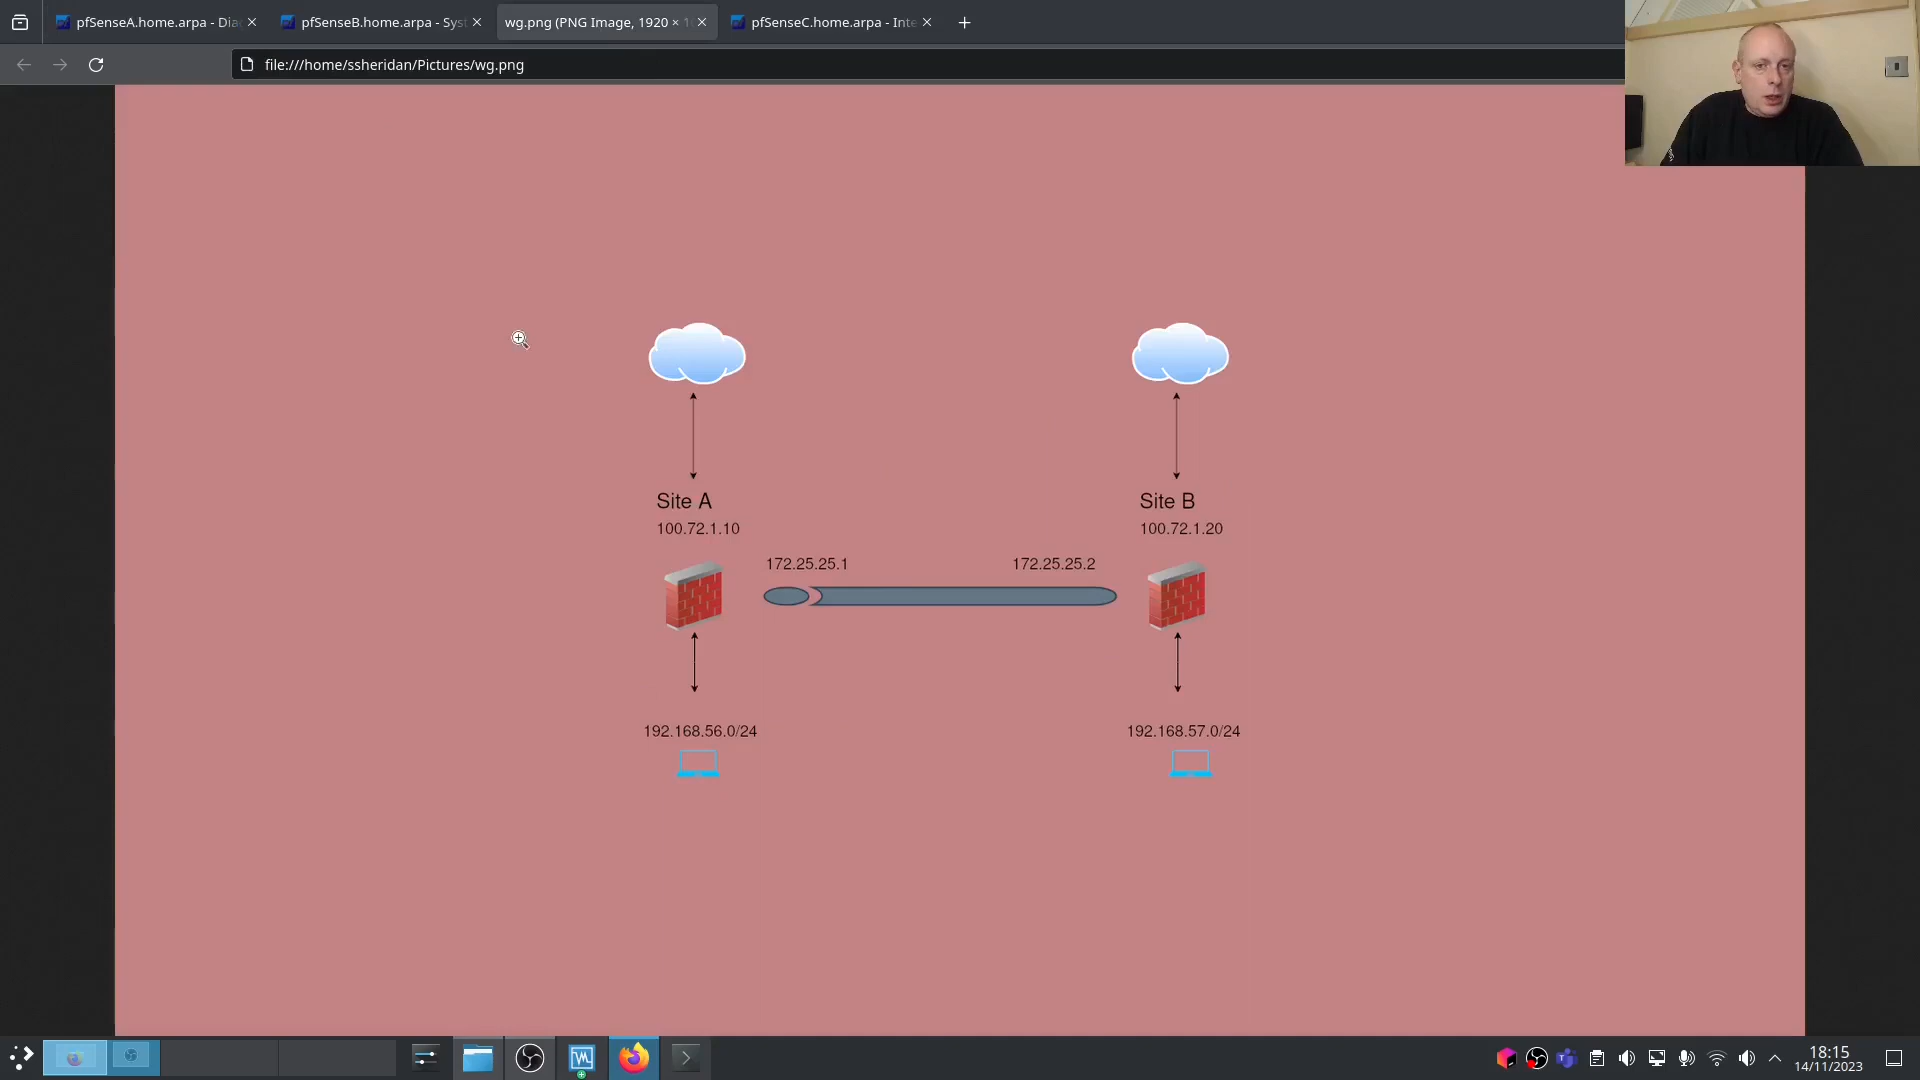 pfSenseA.home.arpa - Dia
pfSenseB.home.arpa - Syst
wg.png (PNG Image, 1920 × 1
pfSenseC.home.arpa - Inte
file:///home/ssheridan/Pictures/wg.png
Site A
Site B
100.72.1.10
100.72.1.20
172.25.25.1
172.25.25.2
192.168.56.0/24
192.168.57.0/24
18:15
14/11/2023